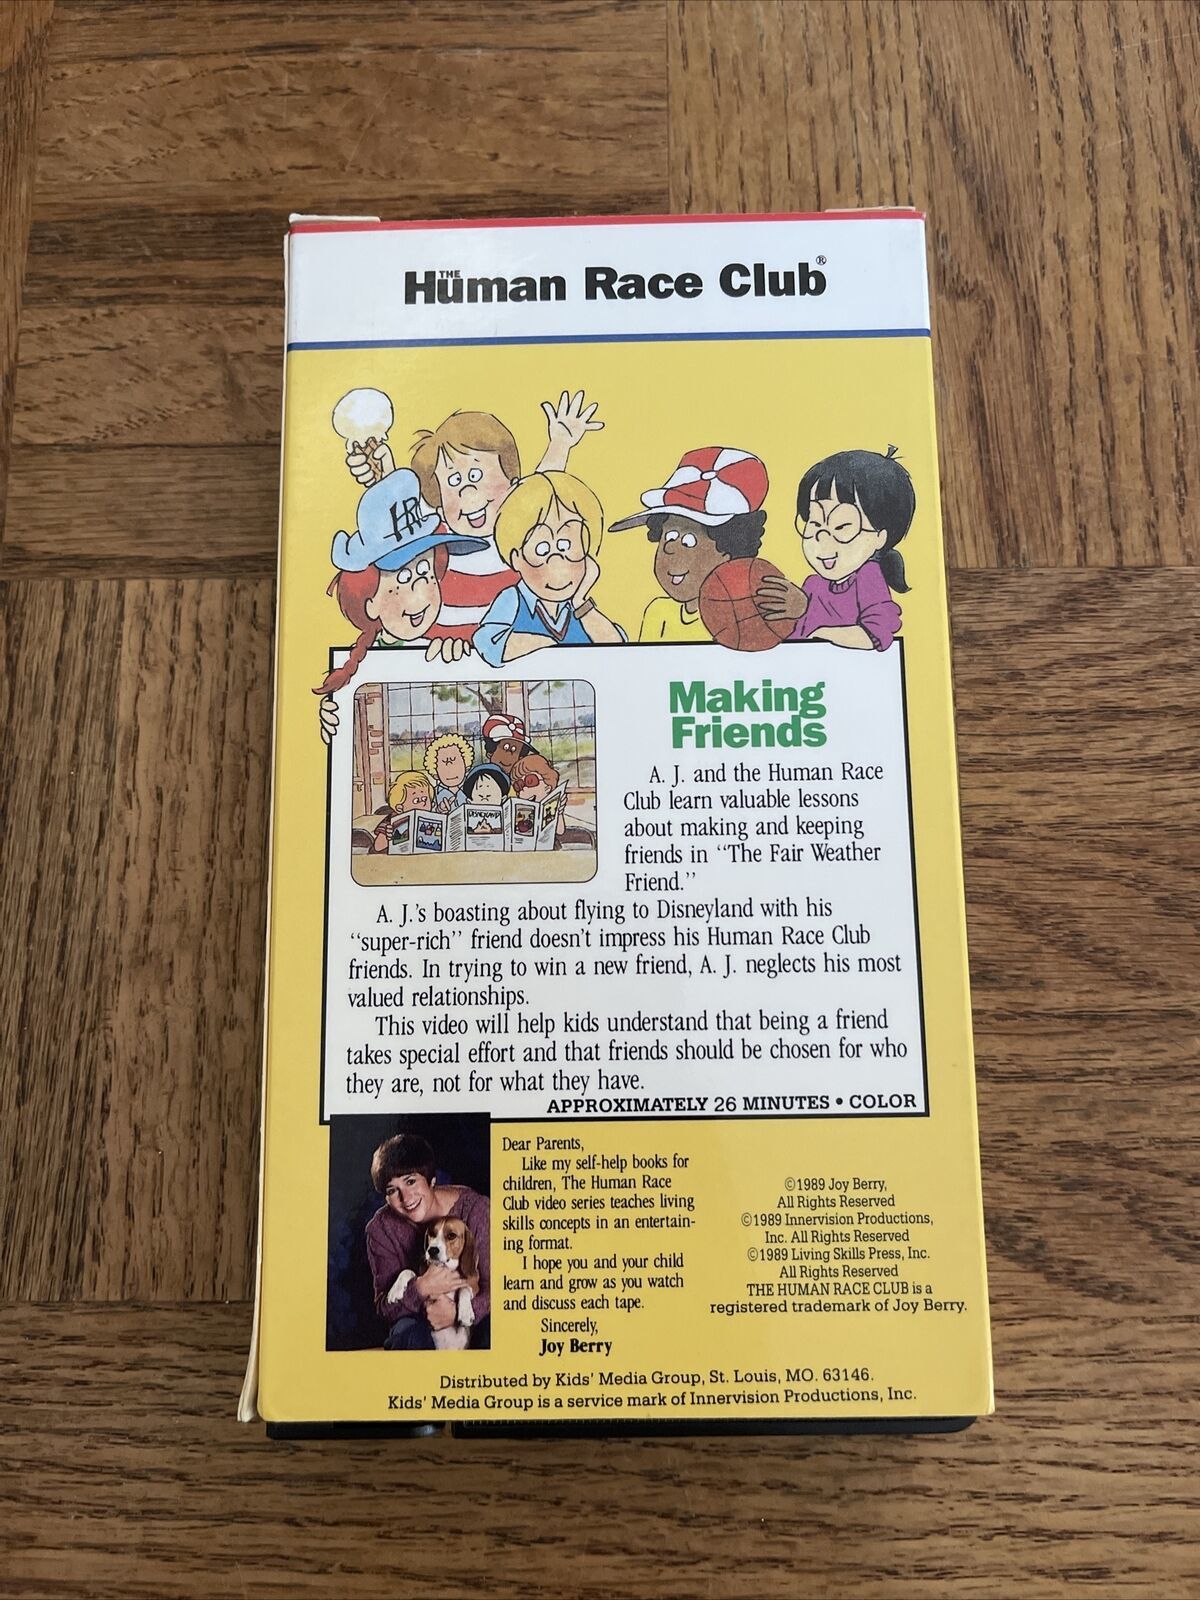 THE
Human Race Club®
HR
DISNEYLAND
Making
Friends
A. J. and the Human Race
Club learn valuable lessons
about making and keeping
friends in “The Fair Weather
Friend.”
A. J.’s boasting about flying to Disneyland with his
“super-rich” friend doesn’t impress his Human Race Club
friends. In trying to win a new friend, A. J. neglects his most
valued relationships.
This video will help kids understand that being a friend
takes special effort and that friends should be chosen for who
they are, not for what they have.
APPROXIMATELY 26 MINUTES • COLOR
Dear Parents,
Like my self-help books for
children, The Human Race
Club video series teaches living
skills concepts in an entertain-
ing format.
I hope you and your child
learn and grow as you watch
and discuss each tape.
Sincerely,
Joy Berry
©1989 Joy Berry,
All Rights Reserved
©1989 Innervision Productions,
Inc. All Rights Reserved
©1989 Living Skills Press, Inc.
All Rights Reserved
THE HUMAN RACE CLUB is a
registered trademark of Joy Berry.
Distributed by Kids’ Media Group, St. Louis, MO. 63146.
Kids’ Media Group is a service mark of Innervision Productions, Inc.